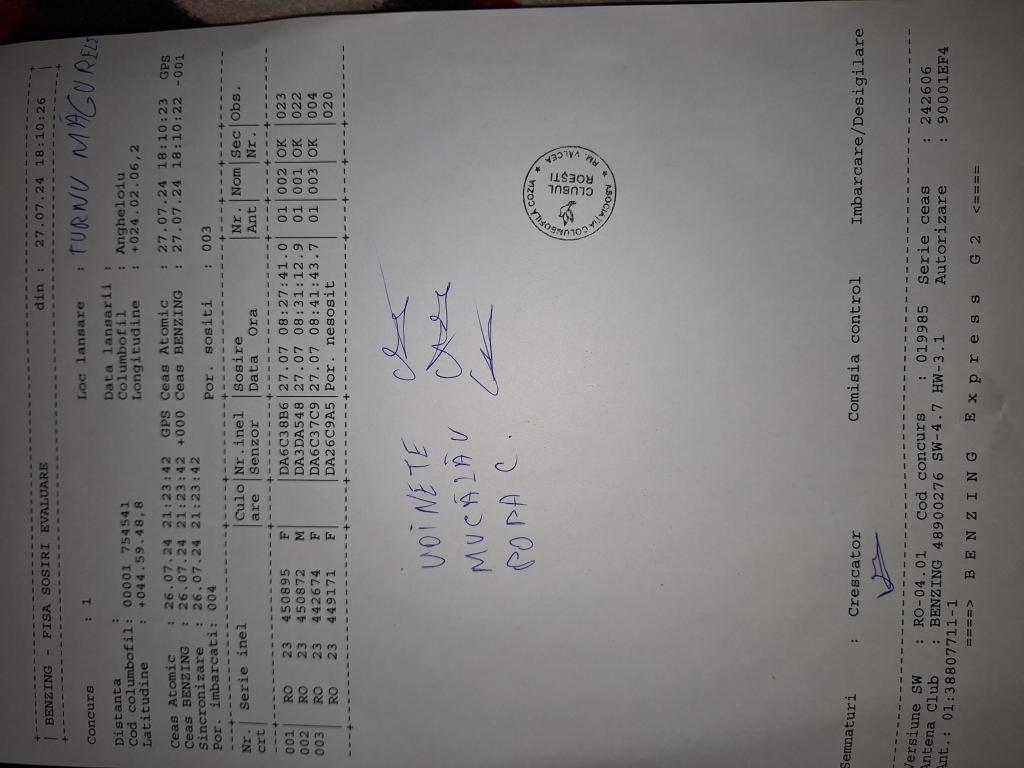 +---------------------------------------------------------------+
| BENZING - FISA SOSIRI EVALUARE din : 27.07.24 18:10:26 |
+---------------------------------------------------------------+
Concurs : 1 Loc lansare : TURNU MĂGURELE
Data lansarii :
Distanta : Columbofil : Angheloiu
Cod columbofil: 00001 754541 Longitudine : +024.02.06,2
Latitudine : +044.59.48,8
Ceas Atomic : 26.07.24 21:23:42 GPS Ceas Atomic : 27.07.24 18:10:23 GPS
Ceas BENZING : 26.07.24 21:23:42 +000 Ceas BENZING : 27.07.24 18:10:22 -001
Sincronizare : 26.07.24 21:23:42
Por. imbarcati: 004 Por. sositi : 003
Nr.| Serie inel |Culo|Nr.inel |Sosire |Nr. |Nom|Sec|Obs.
crt| |are |Senzor |Data Ora |Ant | |Nr.|
001| RO 23 450895 F | |DA6C38B6|27.07 08:27:41.0| 01|002|OK | 023
002| RO 23 450872 M | |DA3DA548|27.07 08:31:12.9| 01|001|OK | 022
003| RO 23 442674 F | |DA6C37C9|27.07 08:41:43.7| 01|003|OK | 004
| RO 23 449171 F | |DA26C9A5|Por. nesosit | | | | 020
VOINETE
MUCĂLĂU
POPA C.
ASOCIATIA COLUMBOFILA
RM. VALCEA
CLUBUL
ROESTI
Semnaturi : Crescator Comisia control Imbarcare/Desigilare
Versiune SW : RO-04.01 Cod concurs : 019985 Serie ceas : 242606
Antena Club : BENZING 48900276 SW-4.7 HW-3.1 Autorizare : 90001EF4
Ant.: 01:38807711-1
====> B E N Z I N G E x p r e s s G 2 <====